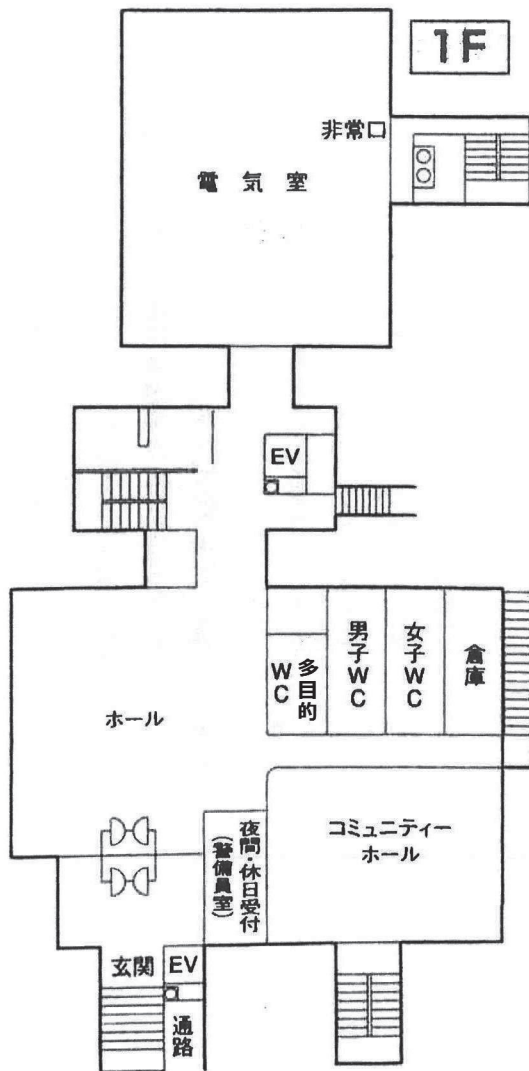 1F
非常口
電気室
EV
多目的
WC
男子WC
女子WC
倉庫
ホール
コミュニティー
ホール
夜間・休日受付
(警備員室)
玄関
EV
通路